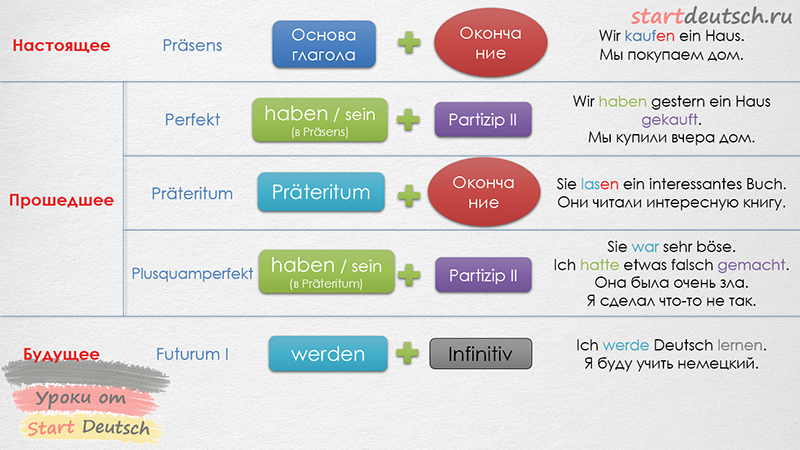 startdeutsch.ru
Настоящее
Präsens
Основа
глагола
Оконча
ние
Wir kaufen ein Haus.
Мы покупаем дом.
Прошедшее
Perfekt
haben / sein
(в Präsens)
Partizip II
Wir haben gestern ein Haus
gekauft.
Мы купили вчера дом.
Präteritum
Präteritum
Оконча
ние
Sie lasen ein interessantes Buch.
Они читали интересную книгу.
Plusquamperfekt
haben / sein
(в Präteritum)
Partizip II
Sie war sehr böse.
Ich hatte etwas falsch gemacht.
Она была очень зла.
Я сделал что-то не так.
Будущее
Futurum I
werden
Infinitiv
Ich werde Deutsch lernen.
Я буду учить немецкий.
Уроки от
Start Deutsch